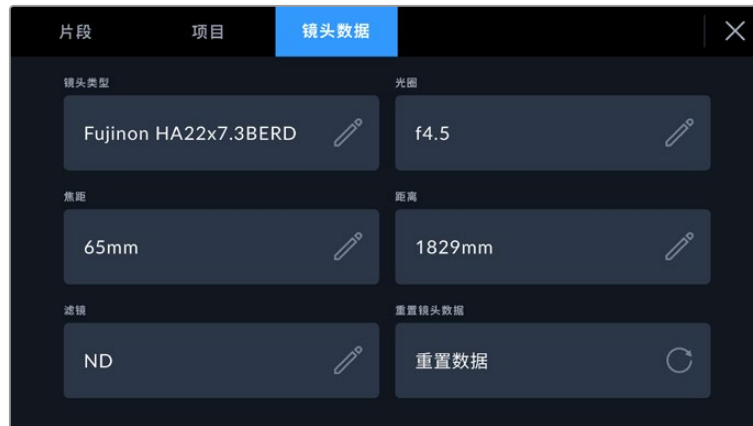 片段 项目 镜头数据
镜头类型 光圈
Fujinon HA22x7.3BERD f4.5
焦距 距离
65mm 1829mm
滤镜 重置镜头数据
ND 重置数据